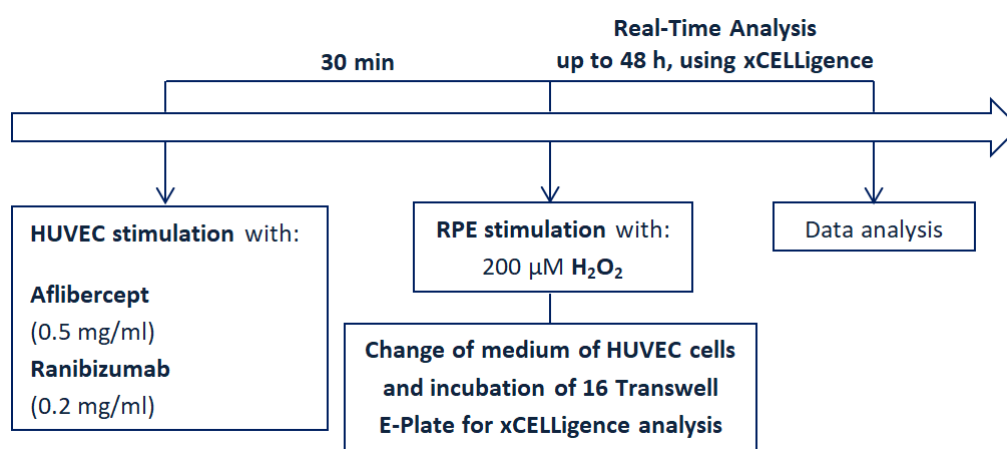 Real-Time Analysis
up to 48 h, using xCELLigence
30 min
HUVEC stimulation with:
Aflibercept
(0.5 mg/ml)
Ranibizumab
(0.2 mg/ml)
RPE stimulation with:
200 µM H₂O₂
Change of medium of HUVEC cells
and incubation of 16 Transwell
E-Plate for xCELLigence analysis
Data analysis